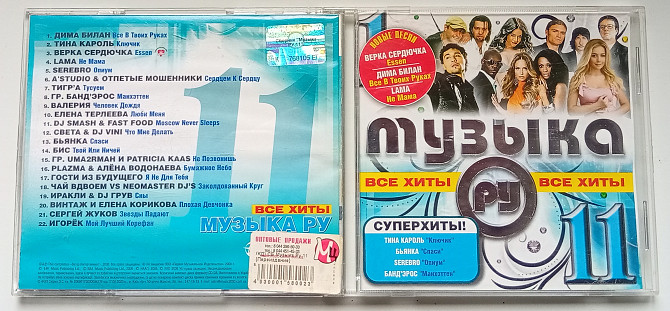 1. ДИМА БИЛАН Все В Твоих Руках
2. ТИНА КАРОЛЬ Ключик
3. ВЕРКА СЕРДЮЧКА Essen
4. LAMA Не Мама
5. SEREBRO Опиум
6. A'STUDIO & ОТПЕТЫЕ МОШЕННИКИ Сердцем К Сердцу
7. ТИГР'А Тусуем
8. ГР. БАНД'ЭРОС Манхэттен
9. ВАЛЕРИЯ Человек Дождя
10. ЕЛЕНА ТЕРЛЕЕВА Люби Меня
11. DJ SMASH & FAST FOOD Moscow Never Sleeps
12. СВЕТА & DJ VINI Что Мне Делать
13. БЬЯНКА Спаси
14. БИС Твой Или Ничей
15. ГР. UMA2RМАН И PATRICIA KAAS Не Позвонишь
16. PLAZMA & АЛЁНА ВОДОНАЕВА Бумажное Небо
17. ГОСТИ ИЗ БУДУЩЕГО Я Не Для Тебя
18. ЧАЙ ВДВОЕМ VS NEOMASTER DJ'S Заколдованный Круг
19. ИРАКЛИ & DJ ГРУВ Сны
20. ВИНТАЖ И ЕЛЕНА КОРИКОВА Плохая Девчонка
21. СЕРГЕЙ ЖУКОВ Звезды Падают
22. ИГОРЁК Мой Лучший Корефан
11
ВСЕ ХИТЫ
МУЗЫКА РУ
ОПТОВЫЕ ПРОДАЖИ
НОВЫЕ ПЕСНИ
ВЕРКА СЕРДЮЧКА
Essen
ДИМА БИЛАН
Все В Твоих Руках
LAMA
Не Мама
МУЗЫКА
ВСЕ ХИТЫ
РУ
ВСЕ ХИТЫ
11
СУПЕРХИТЫ!
ТИНА КАРОЛЬ "Ключик"
БЬЯНКА "Спаси"
SEREBRO "Опиум"
БАНД'ЭРОС "Манхэттен"